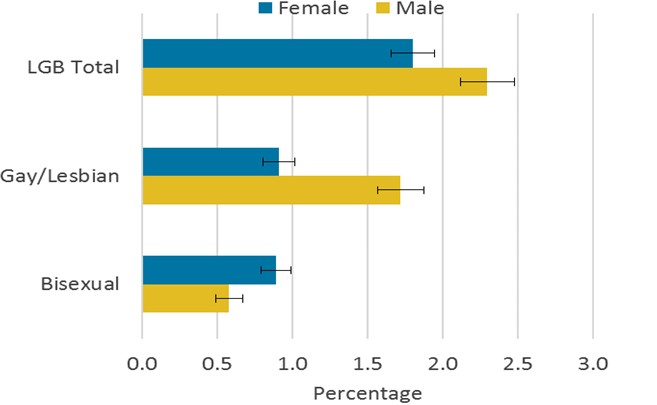 Female Male
LGB Total
Gay/Lesbian
Bisexual
0.0 0.5 1.0 1.5 2.0 2.5 3.0
Percentage